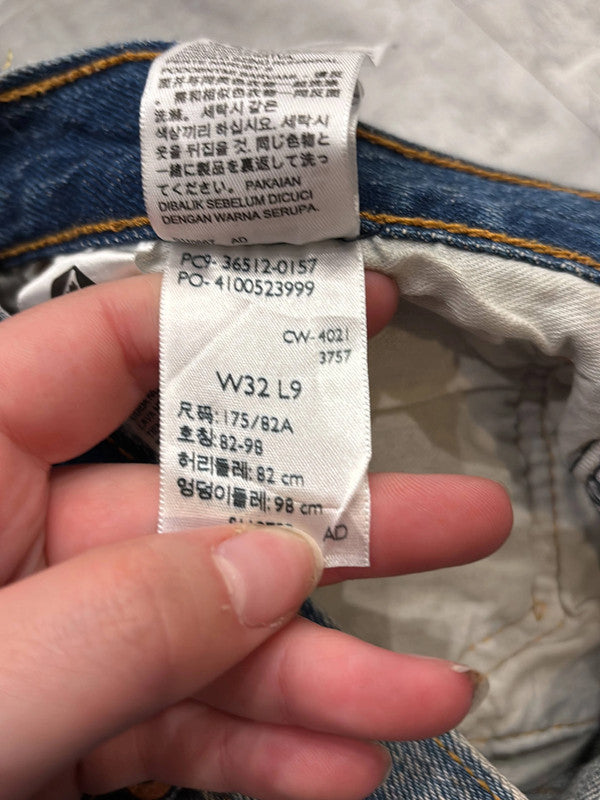 세탁시 같은
색상끼리 하십시요. 세탁시
옷을 뒤집을 것. 同じ色物と
一緒に製品を裏返して洗っ
てください。 PAKAIAN
DIBALIK SEBELUM DICUCI
DENGAN WARNA SERUPA.
AD
PC9- 36512-0157
PO- 4100523999
CW- 4021
3757
W32 L9
尺码: 175/82A
호칭: 82-98
허리둘레: 82 cm
엉덩이둘레: 98 cm
AD